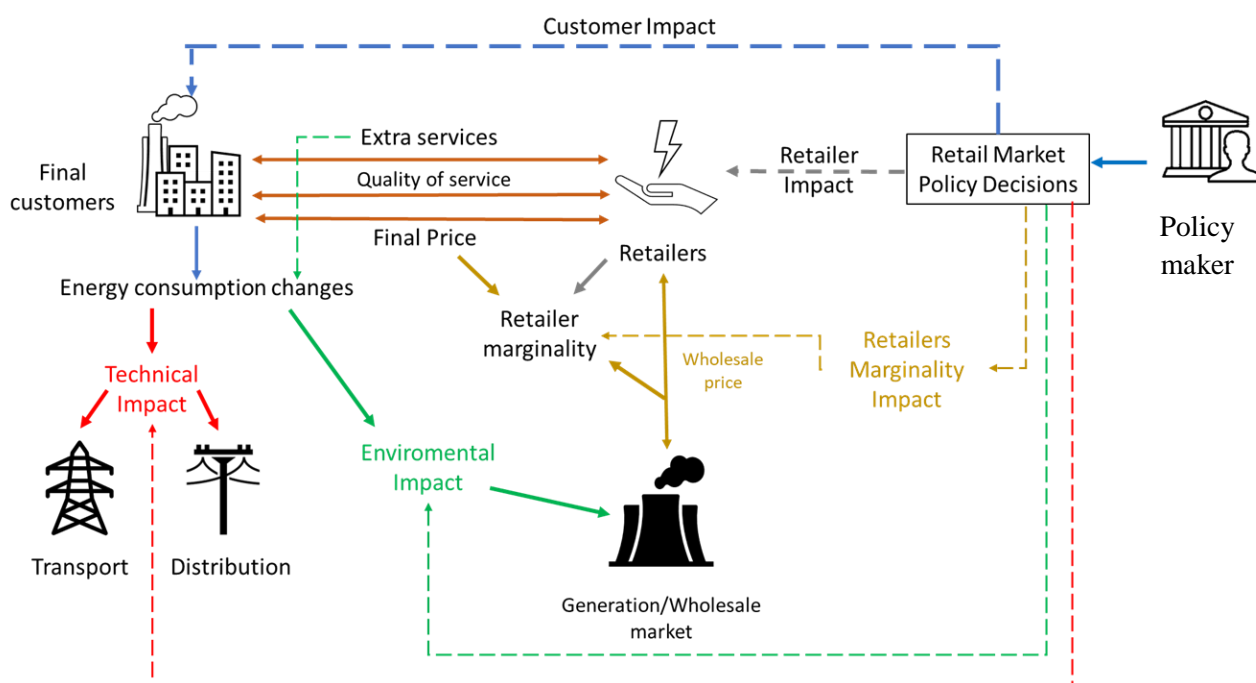 Customer Impact
Extra services
Final
customers
Quality of service
Final Price
Retailer
Impact
Retail Market
Policy Decisions
Policy
maker
Retailers
Energy consumption changes
Retailer
marginality
Wholesale
price
Retailers
Marginality
Impact
Technical
Impact
Enviromental
Impact
Transport
Distribution
Generation/Wholesale
market